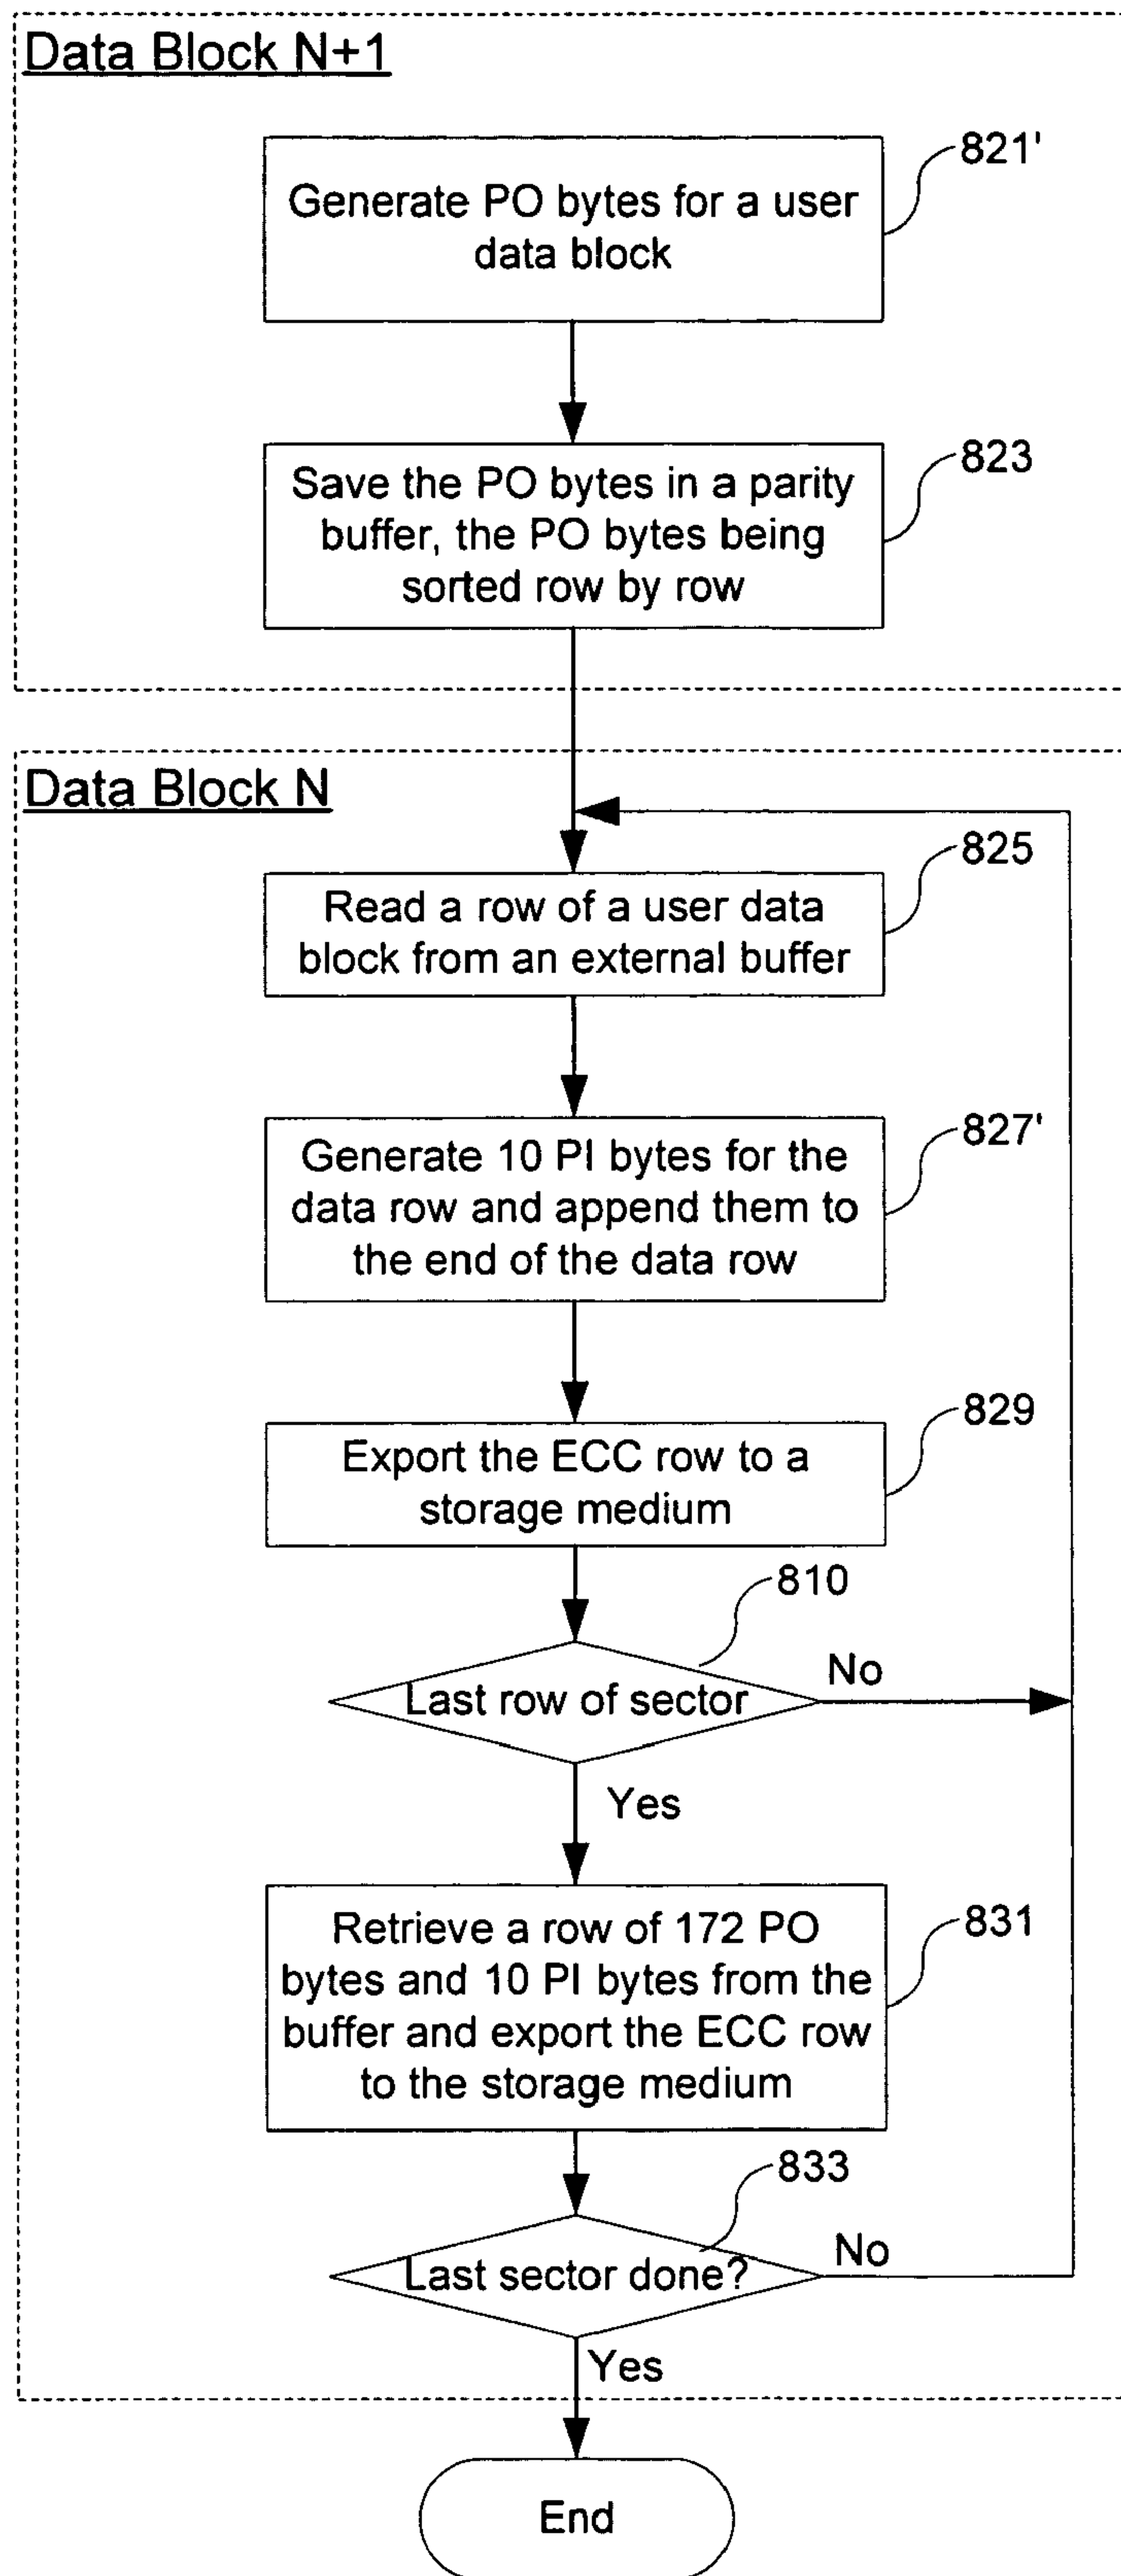 Data Block N+1
821'
Generate PO bytes for a user
data block
823
Save the PO bytes in a parity
buffer, the PO bytes being
sorted row by row
Data Block N
825
Read a row of a user data
block from an external buffer
827'
Generate 10 PI bytes for the
data row and append them to
the end of the data row
829
Export the ECC row to a
storage medium
810
Last row of sector
No
Yes
831
Retrieve a row of 172 PO
bytes and 10 PI bytes from the
buffer and export the ECC row
to the storage medium
833
Last sector done?
No
Yes
End